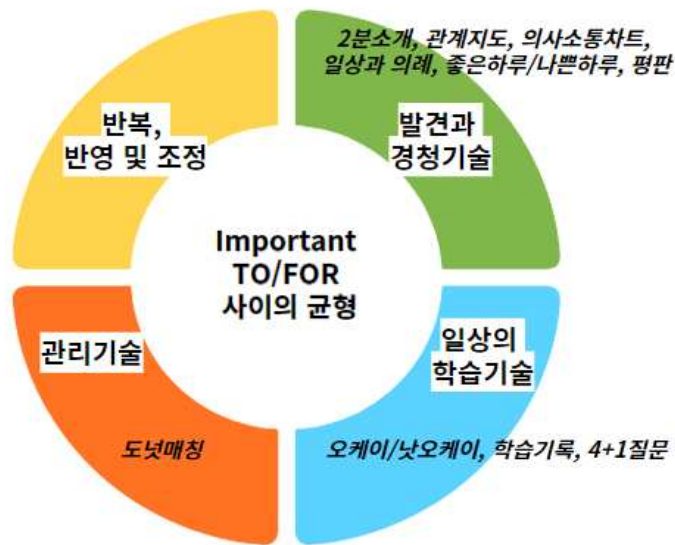 2분소개, 관계지도, 의사소통차트,
일상과 의례, 좋은하루/나쁜하루, 평판
반복,
반영 및 조정
발견과
경청기술
Important
TO/FOR
사이의 균형
관리기술
일상의
학습기술
도넛매칭
오케이/낫오케이, 학습기록, 4+1질문